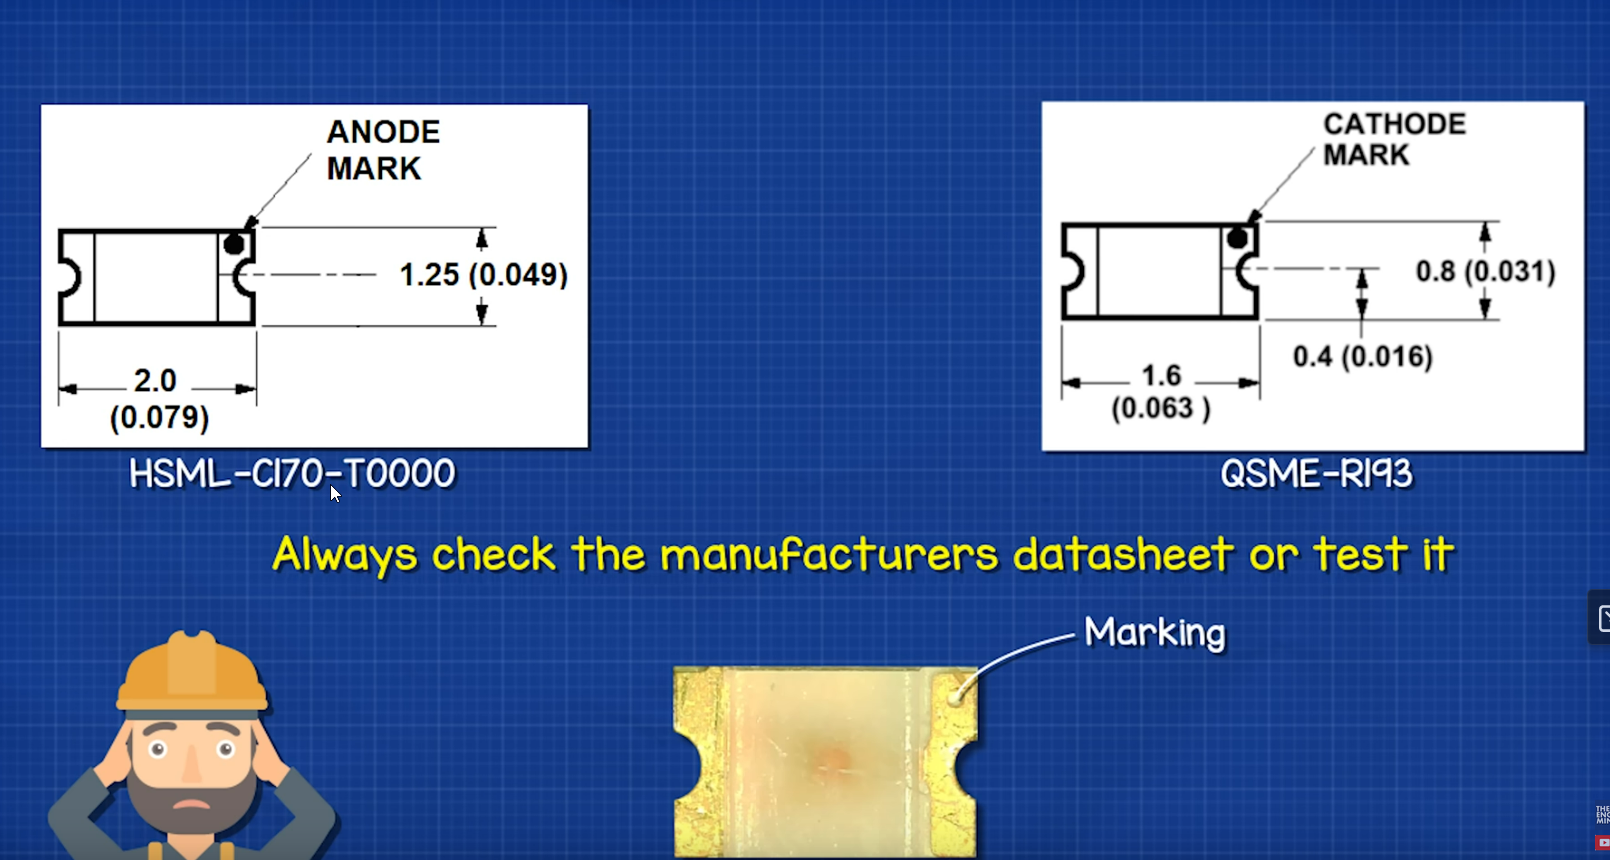 ANODE
MARK
1.25 (0.049)
2.0
(0.079)
HSML-C170-T0000
CATHODE
MARK
0.8 (0.031)
0.4 (0.016)
1.6
(0.063 )
QSME-R193
Always check the manufacturers datasheet or test it
Marking